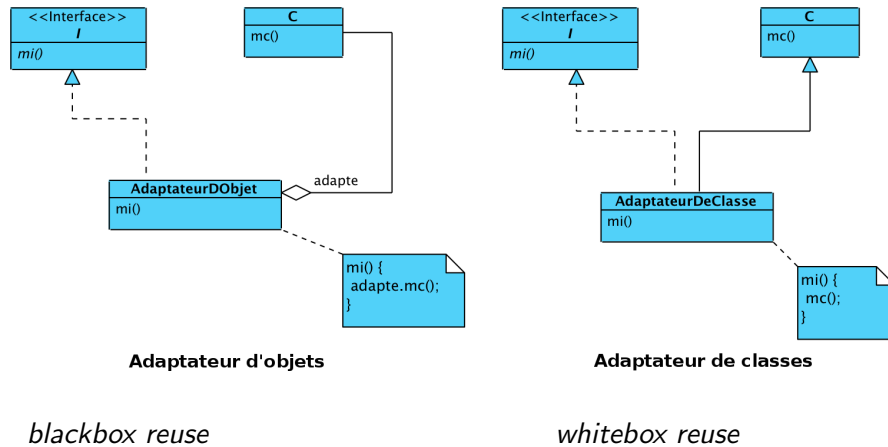 <<Interface>>
I
mi()
C
mc()
adapte
AdaptateurDObjet
mi()
mi() {
adapte.mc();
}
Adaptateur d'objets
blackbox reuse
<<Interface>>
I
mi()
C
mc()
AdaptateurDeClasse
mi()
mi() {
mc();
}
Adaptateur de classes
whitebox reuse